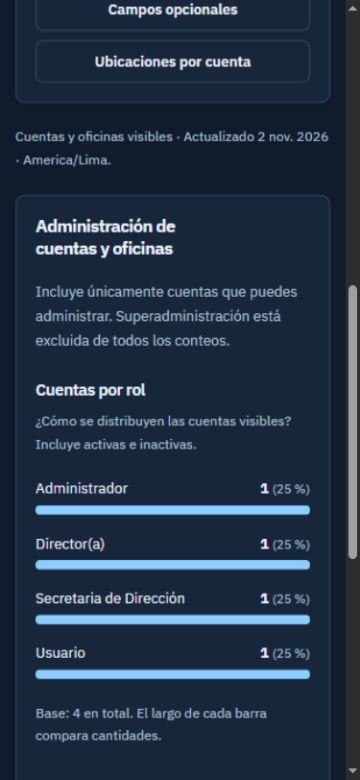 Campos opcionales
Ubicaciones por cuenta
Cuentas y oficinas visibles · Actualizado 2 nov. 2026
· America/Lima.
Administración de
cuentas y oficinas
Incluye únicamente cuentas que puedes
administrar. Superadministración está
excluida de todos los conteos.
Cuentas por rol
¿Cómo se distribuyen las cuentas visibles?
Incluye activas e inactivas.
Administrador 1 (25 %)
Director(a) 1 (25 %)
Secretaria de Dirección 1 (25 %)
Usuario 1 (25 %)
Base: 4 en total. El largo de cada barra
compara cantidades.